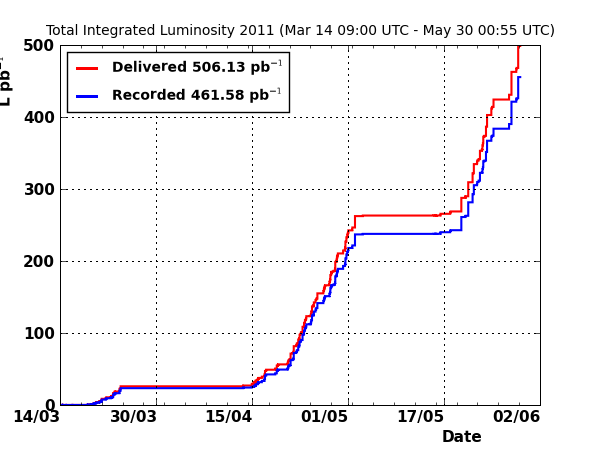 Total Integrated Luminosity 2011 (Mar 14 09:00 UTC - May 30 00:55 UTC)
L pb⁻¹
Delivered 506.13 pb⁻¹
Recorded 461.58 pb⁻¹
500
400
300
200
100
0
14/03 30/03 15/04 01/05 17/05 02/06
Date